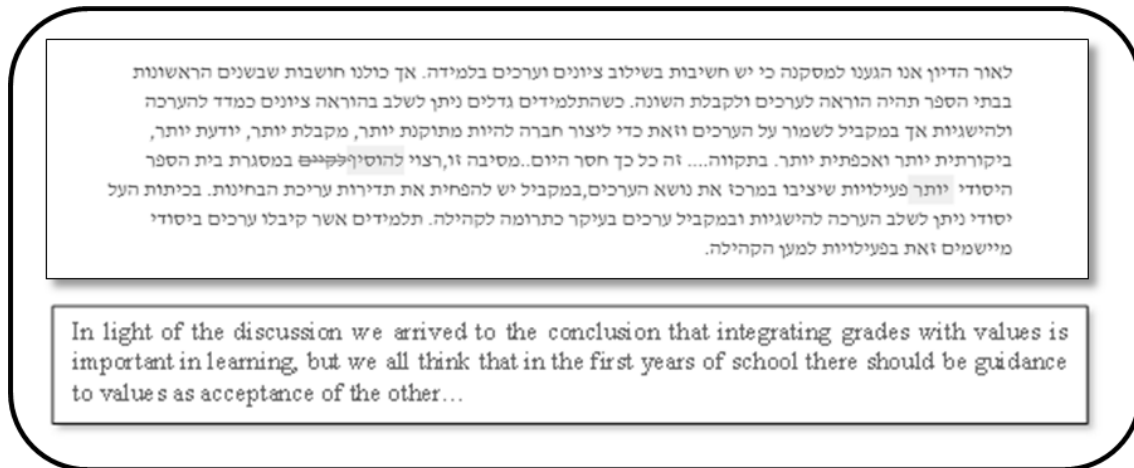 לאור הדיון אנו הגענו למסקנה כי יש חשיבות בשילוב ציונים וערכים בלמידה. אך כולנו חושבות שבשנים הראשונות
בבתי הספר תהיה הוראה לערכים ולקבלת השונה. כשהתלמידים גדלים ניתן לשלב בהוראה ציונים כמדד להערכה
ולהישגיות אך במקביל לשמור על הערכים וזאת כדי ליצור חברה להיות מתוקנת יותר, מקבלת יותר, יודעת יותר,
ביקורתית יותר ואכפתית יותר. בתקווה.... זה כל כך חסר היום..מסיבה זו,רצוי להוסיףלקיים במסגרת בית הספר
היסודי יותר פעילויות שיציבו במרכז את נושא הערכים,במקביל יש להפחית את תדירות עריכת הבחינות. בכיתות העל
יסודי ניתן לשלב הערכה להישגיות ובמקביל ערכים בעיקר כתרומה לקהילה. תלמידים אשר קיבלו ערכים ביסודי
מיישמים זאת בפעילויות למען הקהילה.
In light of the discussion we arrived to the conclusion that integrating grades with values is
important in learning, but we all think that in the first years of school there should be guidance
to values as acceptance of the other...